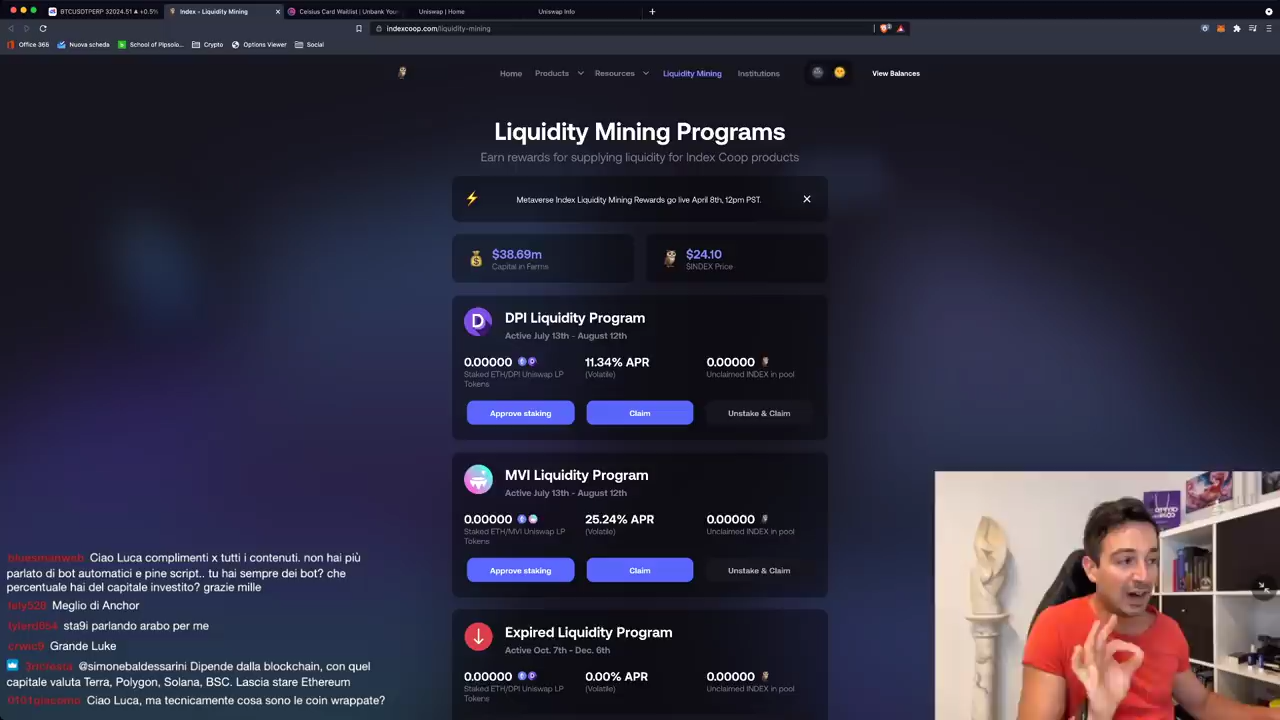 BTCUSDTPERP 32024.51 ▲ +0.5%
Index - Liquidity Mining
Celsius Card Waitlist | Unbank You
Uniswap | Home
Uniswap Info
indexcoop.com/liquidity-mining
Office 365
Nuova scheda
School of Pipsolo...
Crypto
Options Viewer
Social
Home
Products
Resources
Liquidity Mining
Institutions
View Balances
Liquidity Mining Programs
Earn rewards for supplying liquidity for Index Coop products
Metaverse Index Liquidity Mining Rewards go live April 8th, 12pm PST.
$38.69m
Capital in Farms
$24.10
$INDEX Price
DPI Liquidity Program
Active July 13th - August 12th
0.00000
11.34% APR
0.00000
Staked ETH/DPI Uniswap LP
Tokens
(Volatile)
Unclaimed INDEX in pool
Approve staking
Claim
Unstake & Claim
MVI Liquidity Program
Active July 13th - August 12th
0.00000
25.24% APR
0.00000
Staked ETH/MVI Uniswap LP
Tokens
(Volatile)
Unclaimed INDEX in pool
Approve staking
Claim
Unstake & Claim
Expired Liquidity Program
Active Oct. 7th - Dec. 6th
0.00000
0.00% APR
0.00000
Staked ETH/DPI Uniswap LP
Tokens
(Volatile)
Unclaimed INDEX in pool
bluesmanweb Ciao Luca complimenti x tutti i contenuti. non hai più
parlato di bot automatici e pine script.. tu hai sempre dei bot? che
percentuale hai del capitale investito? grazie mille
Meglio di Anchor
sta9i parlando arabo per me
crwic9 Grande Luke
@simonebaldessarini Dipende dalla blockchain, con quel
capitale valuta Terra, Polygon, Solana, BSC. Lascia stare Ethereum
0101giacomo Ciao Luca, ma tecnicamente cosa sono le coin wrappate?